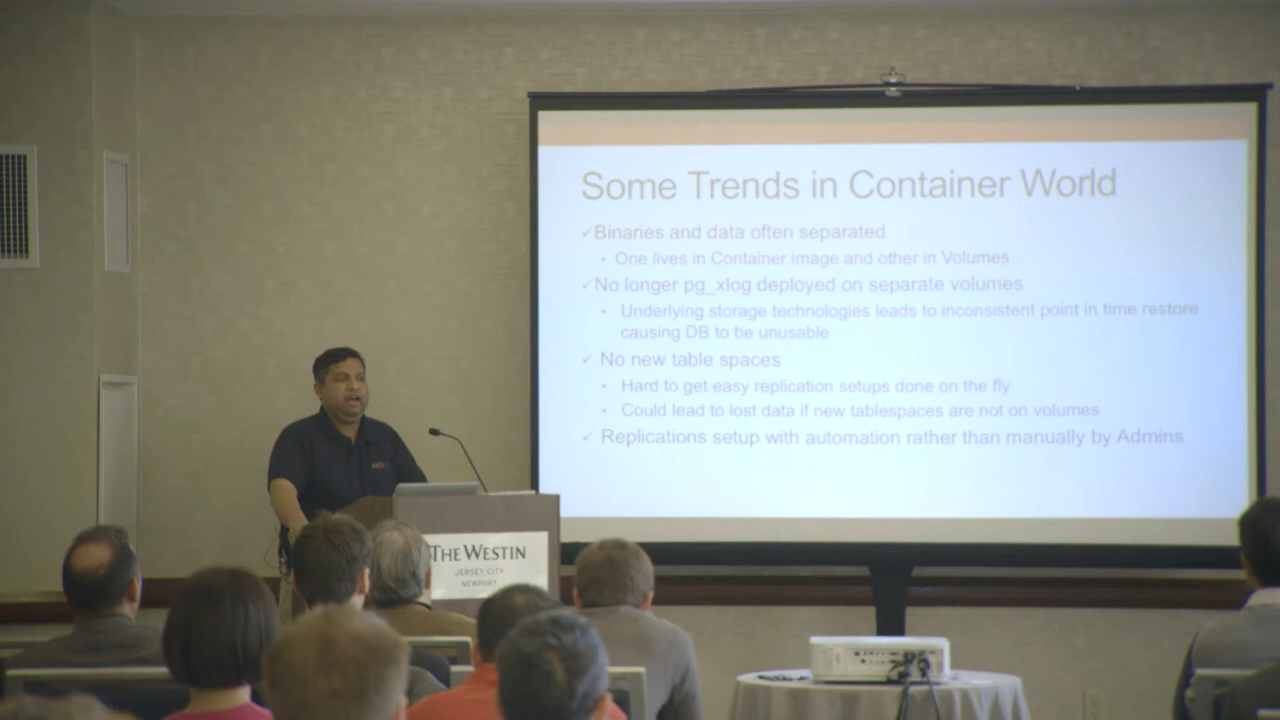 Some Trends in Container World
✓Binaries and data often separated
• One lives in Container image and other in Volumes
✓No longer pg_xlog deployed on separate volumes
• Underlying storage technologies leads to inconsistent point in time restore
causing DB to be unusable
✓ No new table spaces
• Hard to get easy replication setups done on the fly
• Could lead to lost data if new tablespaces are not on volumes
✓ Replications setup with automation rather than manually by Admins
THE WESTIN
JERSEY CITY
NEWPORT